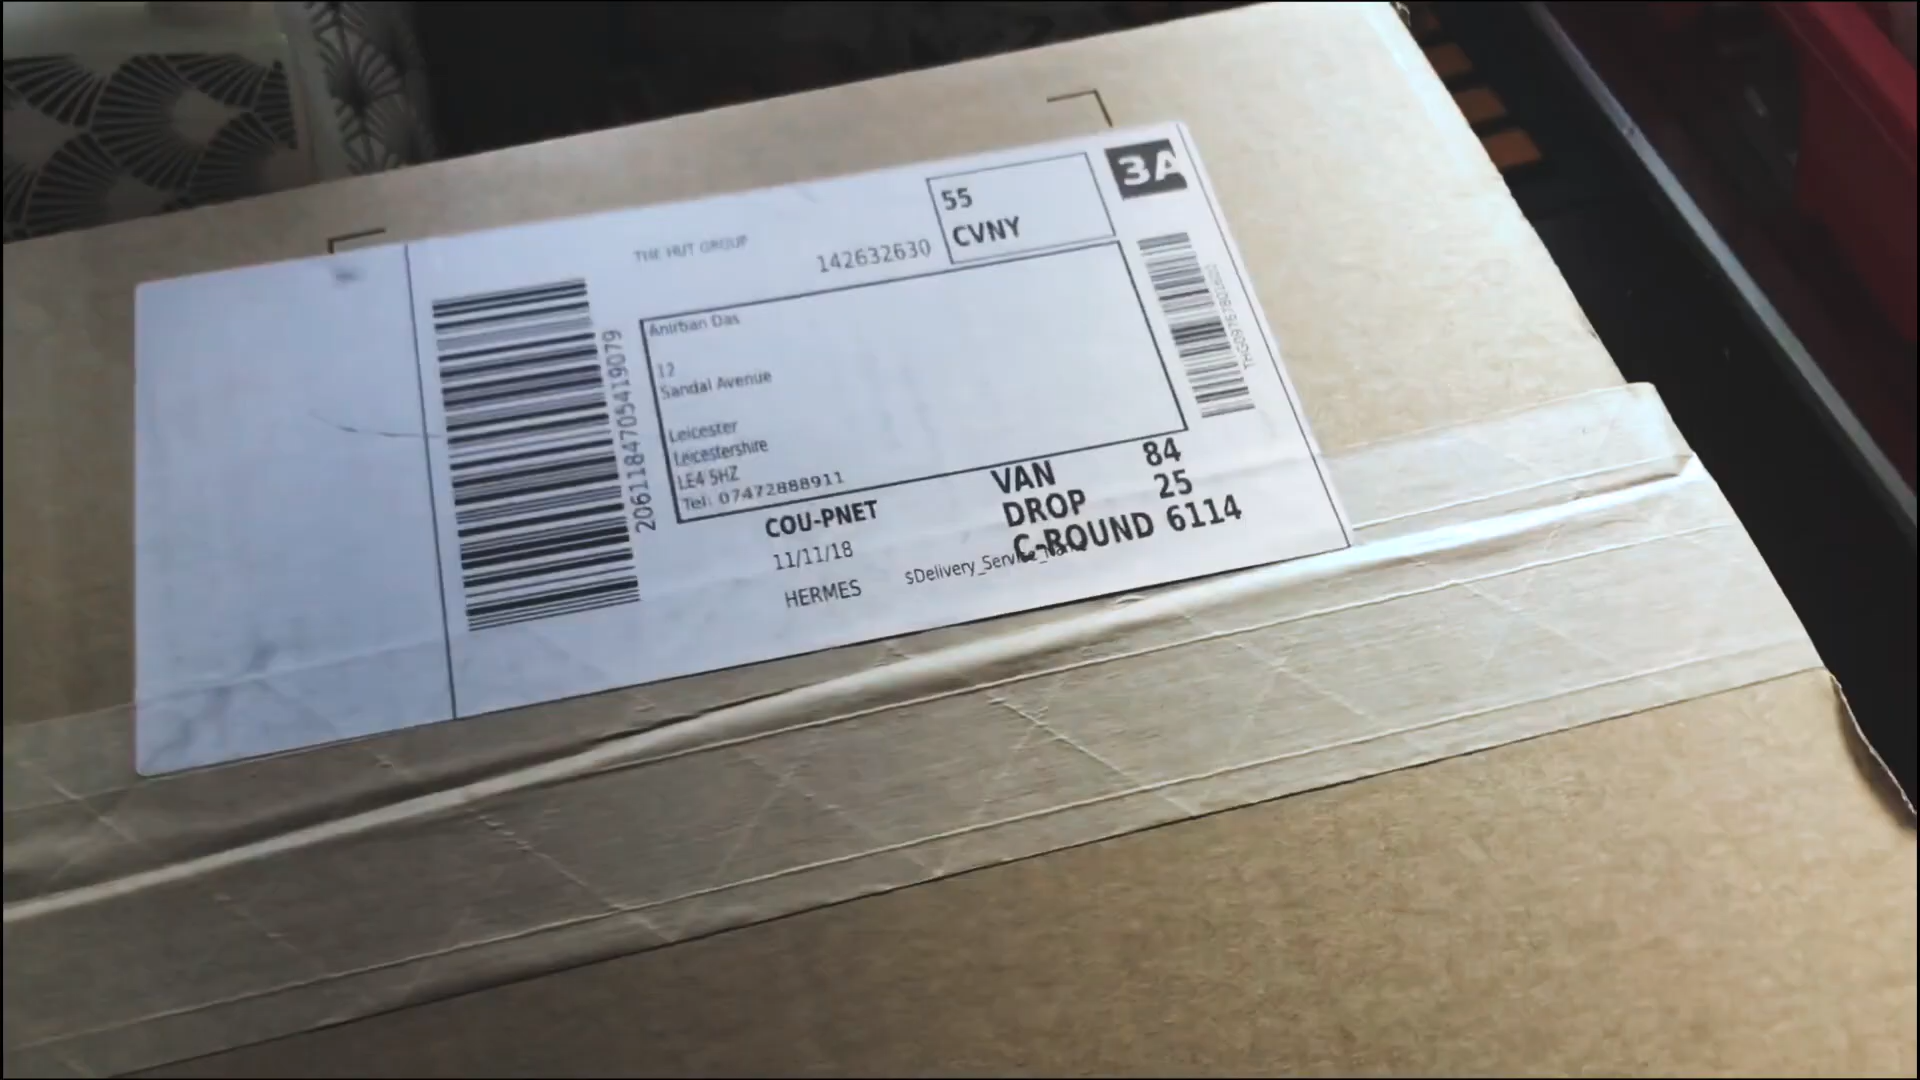 3A
55
CVNY
THE HUT GROUP
142632630
Anirban Das
12
Sandal Avenue
Leicester
Leicestershire
LE4 5HZ
Tel: 07472888911
2061184705419079
COU-PNET
11/11/18
HERMES
VAN 84
DROP 25
C-ROUND 6114
$Delivery_Service_Name